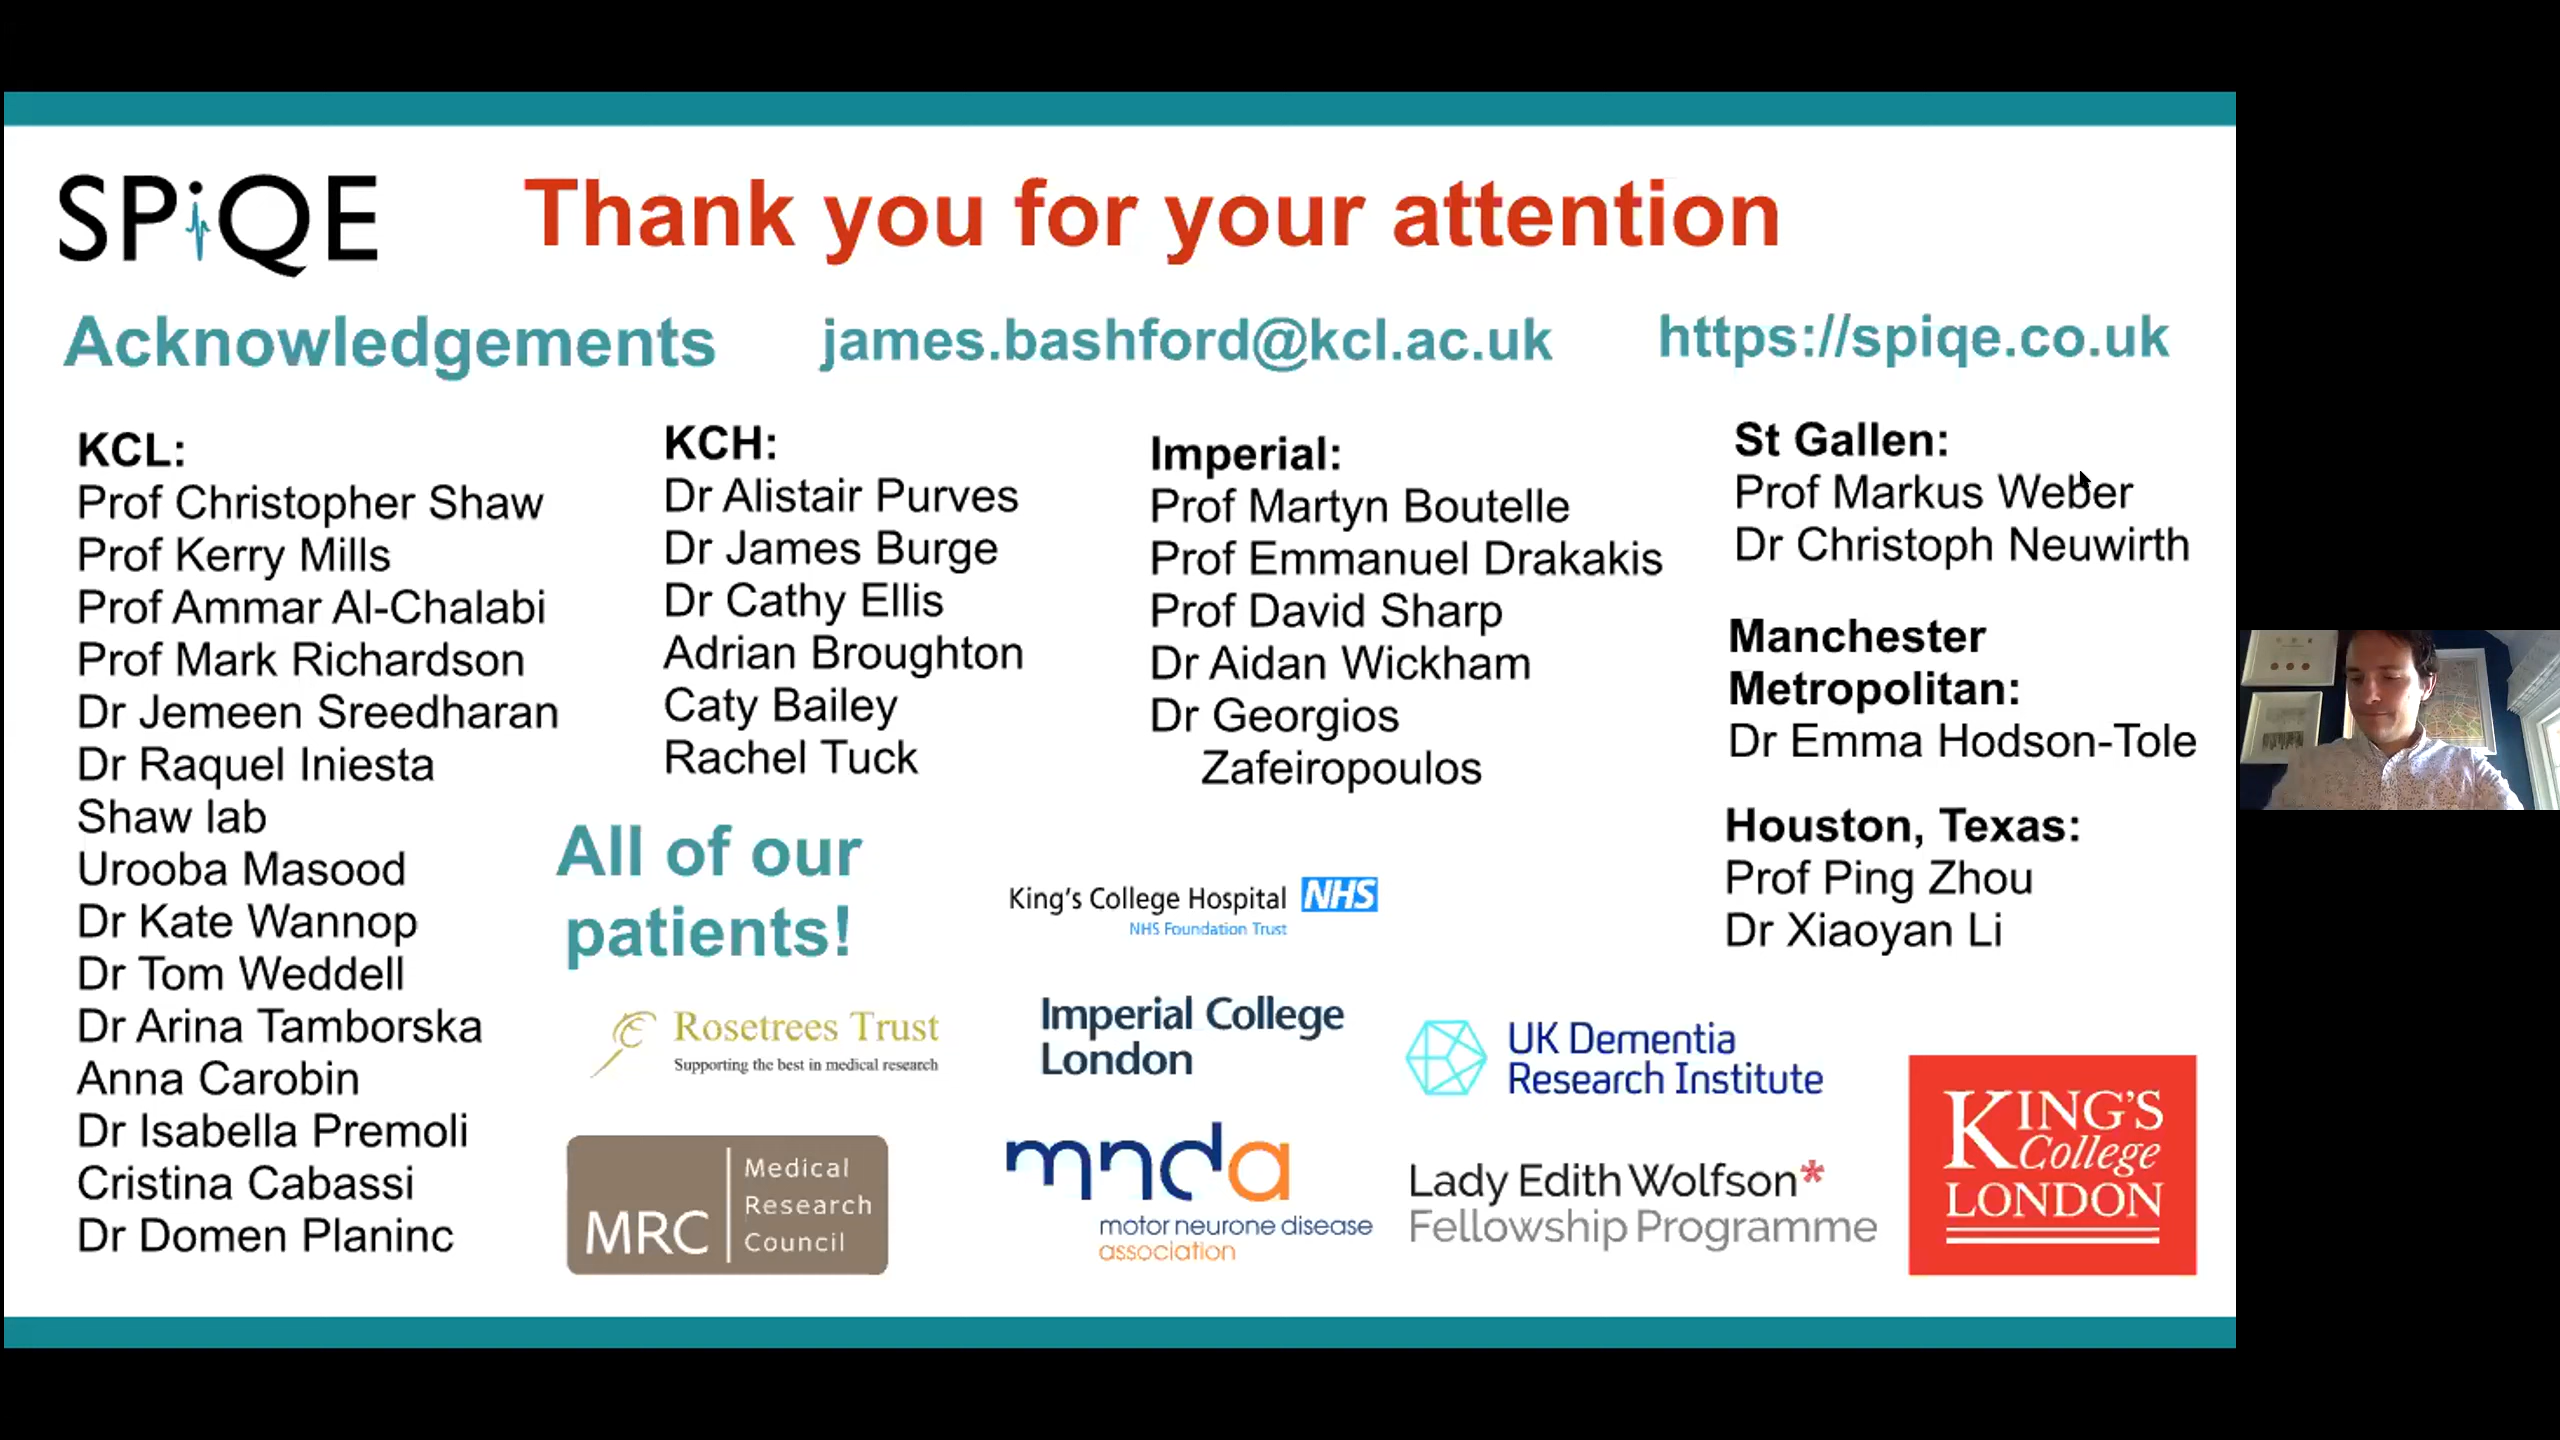 SPiQE
Thank you for your attention
Acknowledgements
james.bashford@kcl.ac.uk
https://spiqe.co.uk
KCL:
Prof Christopher Shaw
Prof Kerry Mills
Prof Ammar Al-Chalabi
Prof Mark Richardson
Dr Jemeen Sreedharan
Dr Raquel Iniesta
Shaw lab
Urooba Masood
Dr Kate Wannop
Dr Tom Weddell
Dr Arina Tamborska
Anna Carobin
Dr Isabella Premoli
Cristina Cabassi
Dr Domen Planinc
KCH:
Dr Alistair Purves
Dr James Burge
Dr Cathy Ellis
Adrian Broughton
Caty Bailey
Rachel Tuck
Imperial:
Prof Martyn Boutelle
Prof Emmanuel Drakakis
Prof David Sharp
Dr Aidan Wickham
Dr Georgios
Zafeiropoulos
St Gallen:
Prof Markus Weber
Dr Christoph Neuwirth
Manchester
Metropolitan:
Dr Emma Hodson-Tole
Houston, Texas:
Prof Ping Zhou
Dr Xiaoyan Li
All of our
patients!
King's College Hospital NHS
NHS Foundation Trust
Rosetrees Trust
Supporting the best in medical research
Imperial College
London
UK Dementia
Research Institute
MRC
Medical
Research
Council
mnda
motor neurone disease
association
Lady Edith Wolfson*
Fellowship Programme
KING'S
College
LONDON